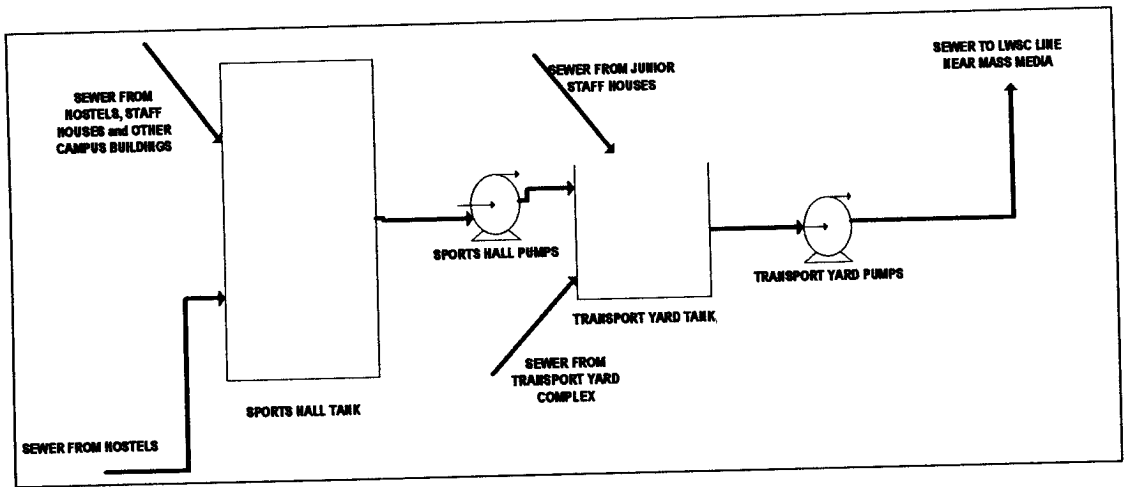 SEWER TO LWSC LINE
NEAR MASS MEDIA
SEWER FROM JUNIOR
STAFF HOUSES
SEWER FROM
HOSTELS, STAFF
HOUSES and OTHER
CAMPUS BUILDINGS
SPORTS HALL PUMPS
TRANSPORT YARD PUMPS
TRANSPORT YARD TANK
SEWER FROM
TRANSPORT YARD
COMPLEX
SPORTS HALL TANK
SEWER FROM HOSTELS